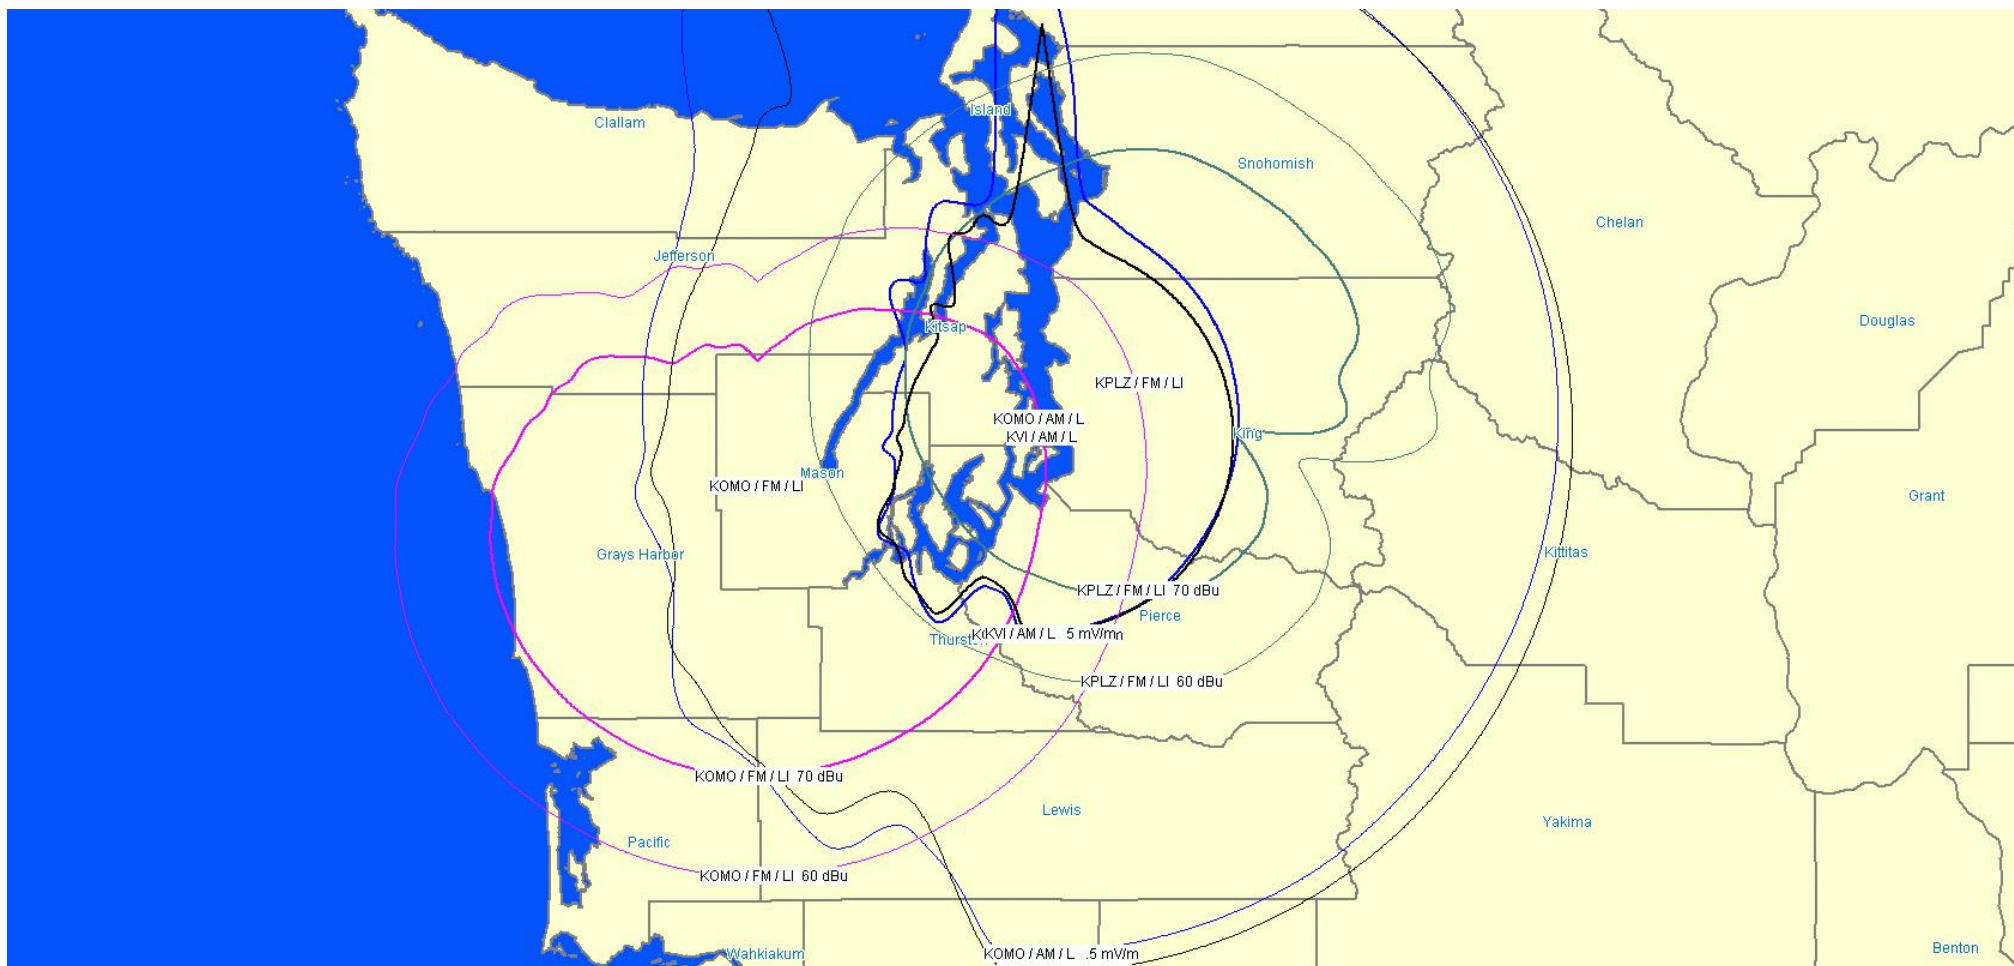 Island
Clallam
Snohomish
Chelan
Jefferson
Douglas
Kitsap
KPLZ / FM / LI
KOMO / AM / L
KVI / AM / L
King
Mason
KOMO / FM / LI
Grant
Grays Harbor
Kittitas
KPLZ / FM / LI 70 dBu
Pierce
KVI / AM / L 5 mV/m
KPLZ / FM / LI 60 dBu
KOMO / FM / LI 70 dBu
Lewis
Yakima
Pacific
KOMO / FM / LI 60 dBu
Wahkiakum
KOMO / AM / L .5 mV/m
Benton